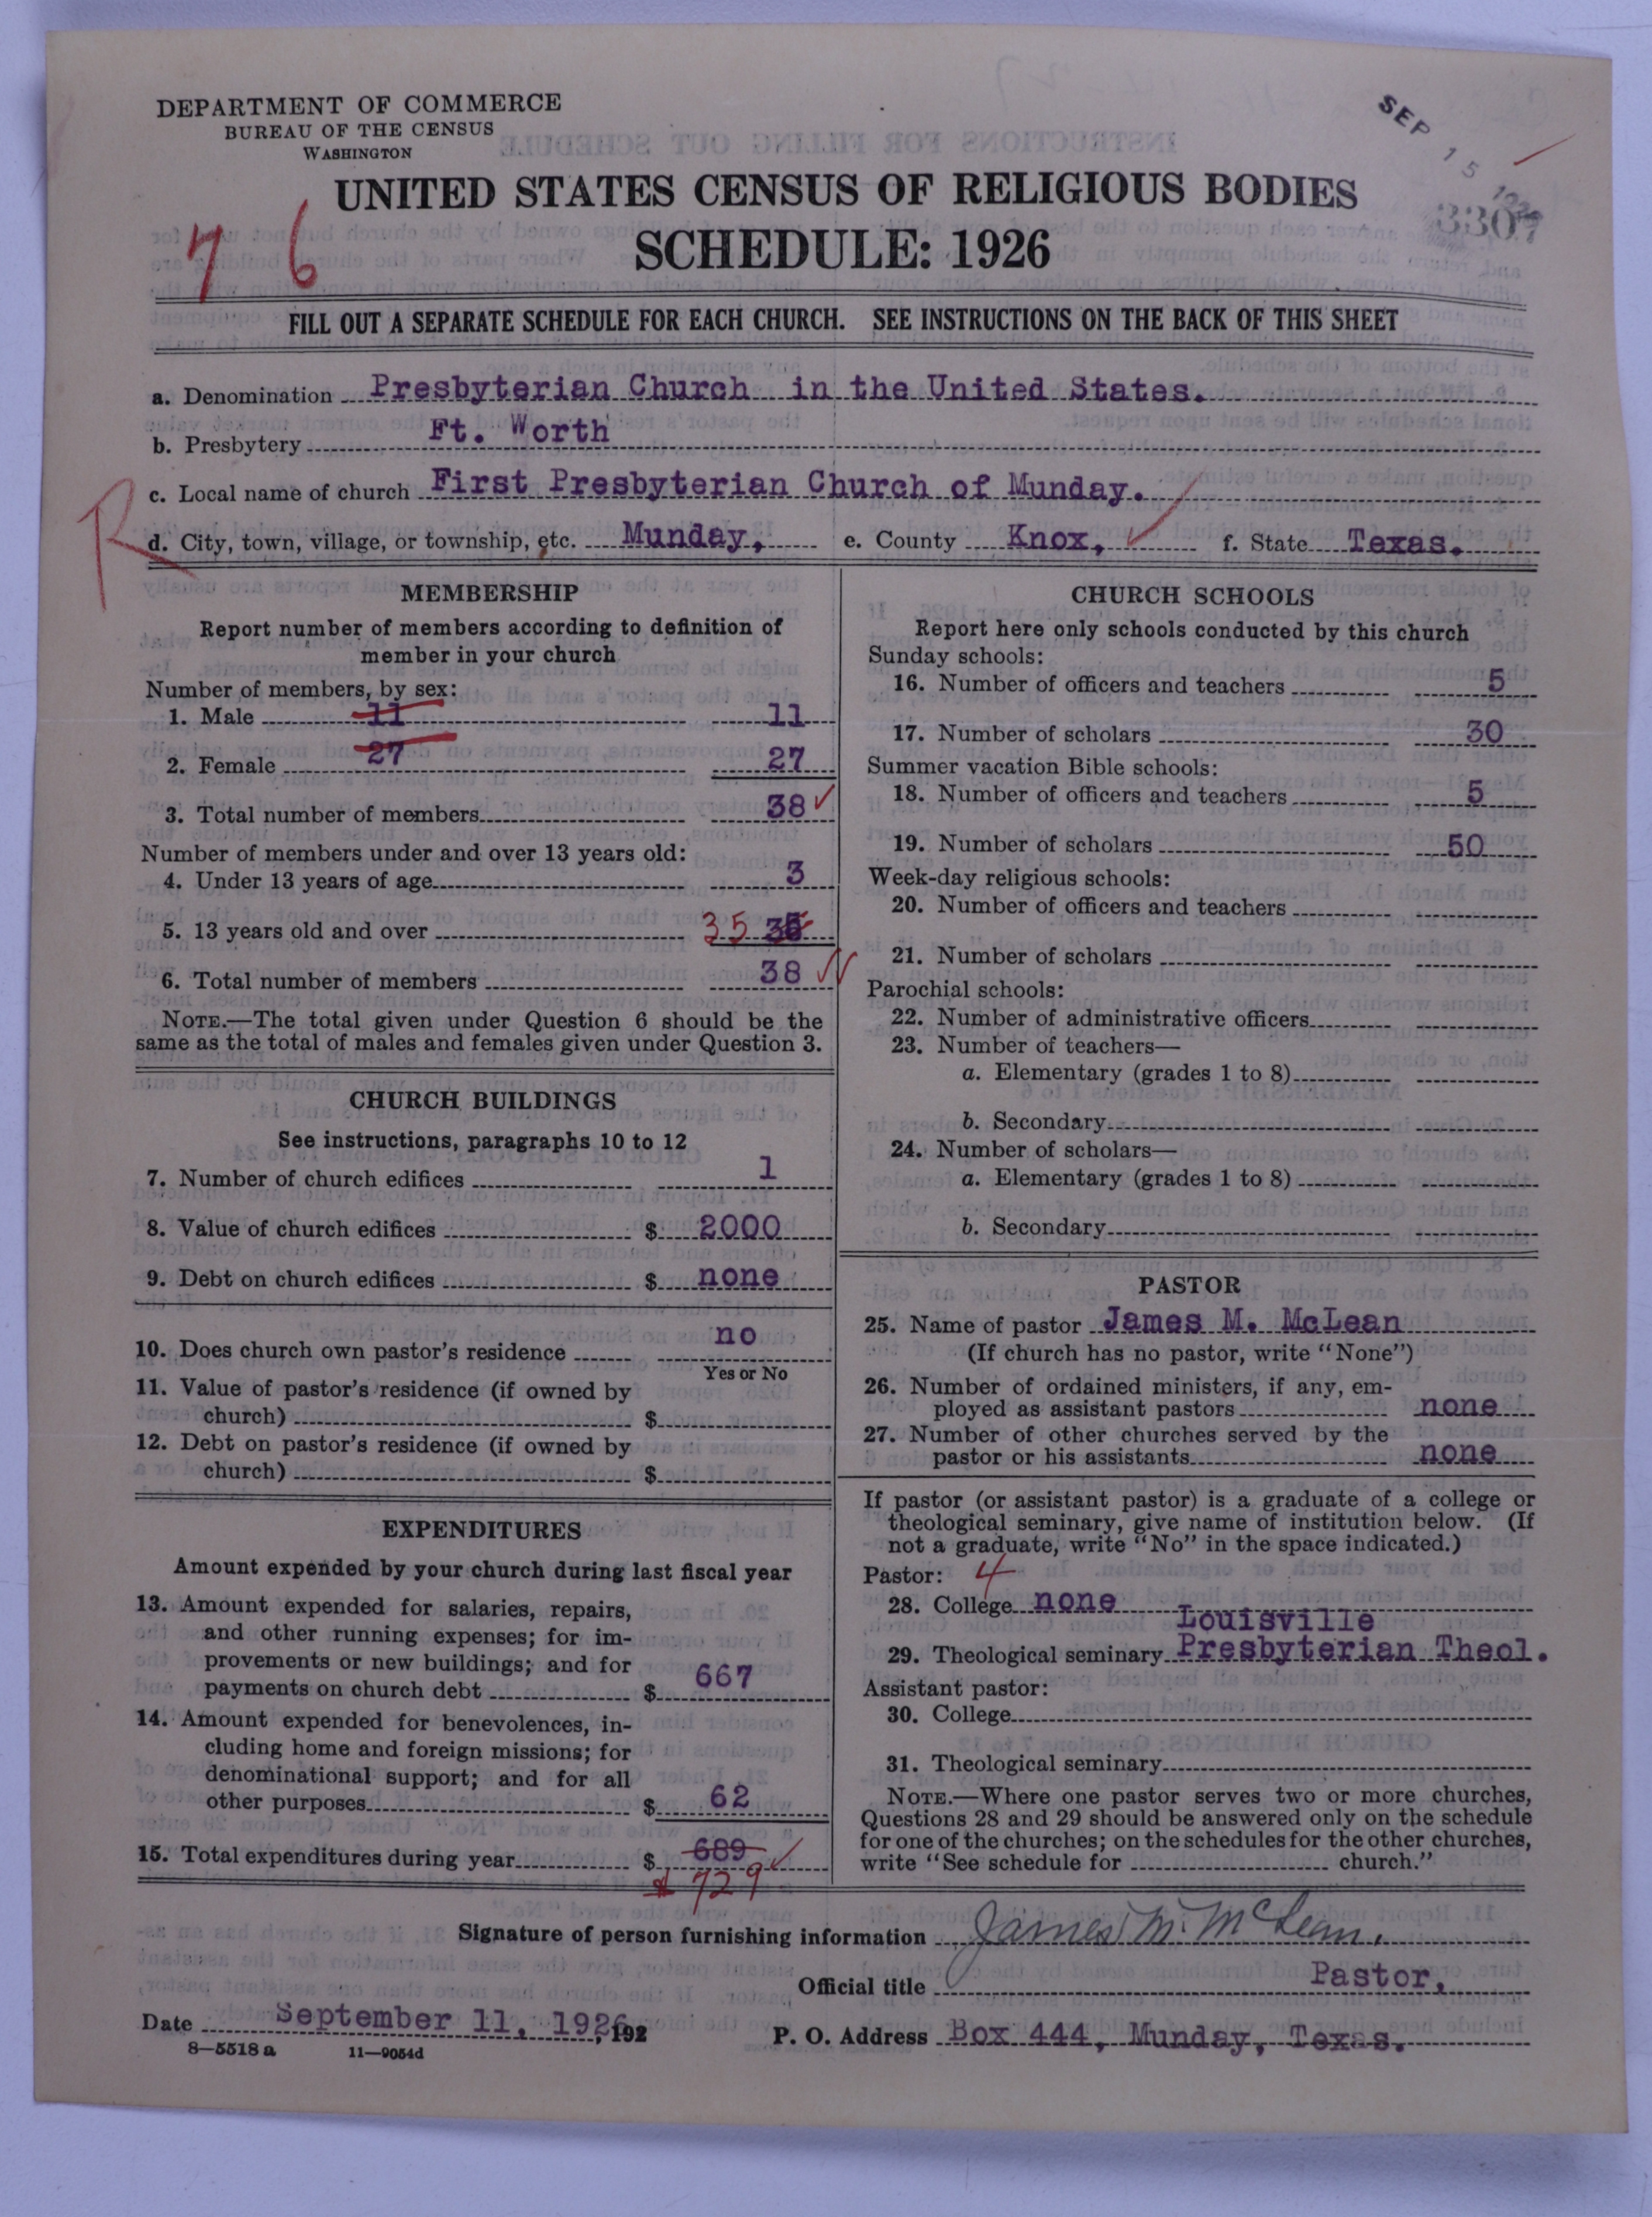 DEPARTMENT OF COMMERCE
BUREAU OF THE CENSUS
WASHINGTON
SEP 15
UNITED STATES CENSUS OF RELIGIOUS BODIES
SCHEDULE: 1926
3307
7 6
FILL OUT A SEPARATE SCHEDULE FOR EACH CHURCH. SEE INSTRUCTIONS ON THE BACK OF THIS SHEET
a. Denomination Presbyterian Church in the United States.
b. Presbytery Ft. Worth
c. Local name of church First Presbyterian Church of Munday.
R
d. City, town, village, or township, etc. Munday, e. County Knox, f. State Texas.
MEMBERSHIP
Report number of members according to definition of
member in your church
Number of members, by sex:
1. Male 11 11
2. Female 27 27
3. Total number of members 38
Number of members under and over 13 years old:
4. Under 13 years of age 3
5. 13 years old and over 35
6. Total number of members 38
NOTE.—The total given under Question 6 should be the
same as the total of males and females given under Question 3.
CHURCH BUILDINGS
See instructions, paragraphs 10 to 12
7. Number of church edifices 1
8. Value of church edifices $ 2000
9. Debt on church edifices $ none
10. Does church own pastor's residence no
Yes or No
11. Value of pastor's residence (if owned by
church) $
12. Debt on pastor's residence (if owned by
church) $
EXPENDITURES
Amount expended by your church during last fiscal year
13. Amount expended for salaries, repairs,
and other running expenses; for im-
provements or new buildings; and for
payments on church debt $ 667
14. Amount expended for benevolences, in-
cluding home and foreign missions; for
denominational support; and for all
other purposes $ 62
15. Total expenditures during year $ 689
$ 729
CHURCH SCHOOLS
Report here only schools conducted by this church
Sunday schools:
16. Number of officers and teachers 5
17. Number of scholars 30
Summer vacation Bible schools:
18. Number of officers and teachers 5
19. Number of scholars 50
Week-day religious schools:
20. Number of officers and teachers
21. Number of scholars
Parochial schools:
22. Number of administrative officers
23. Number of teachers—
a. Elementary (grades 1 to 8)
b. Secondary
24. Number of scholars—
a. Elementary (grades 1 to 8)
b. Secondary
PASTOR
25. Name of pastor James M. McLean
(If church has no pastor, write "None")
26. Number of ordained ministers, if any, em-
ployed as assistant pastors none
27. Number of other churches served by the
pastor or his assistants none
If pastor (or assistant pastor) is a graduate of a college or
theological seminary, give name of institution below. (If
not a graduate, write "No" in the space indicated.)
Pastor: 4
28. College none
Louisville
29. Theological seminary Presbyterian Theol.
Assistant pastor:
30. College
31. Theological seminary
NOTE.—Where one pastor serves two or more churches,
Questions 28 and 29 should be answered only on the schedule
for one of the churches; on the schedules for the other churches,
write "See schedule for church."
Signature of person furnishing information James M. McLean.
Official title Pastor,
Date September 11, 1926, 192
P. O. Address Box 444, Munday, Texas.
8—5518 a 11—9054d